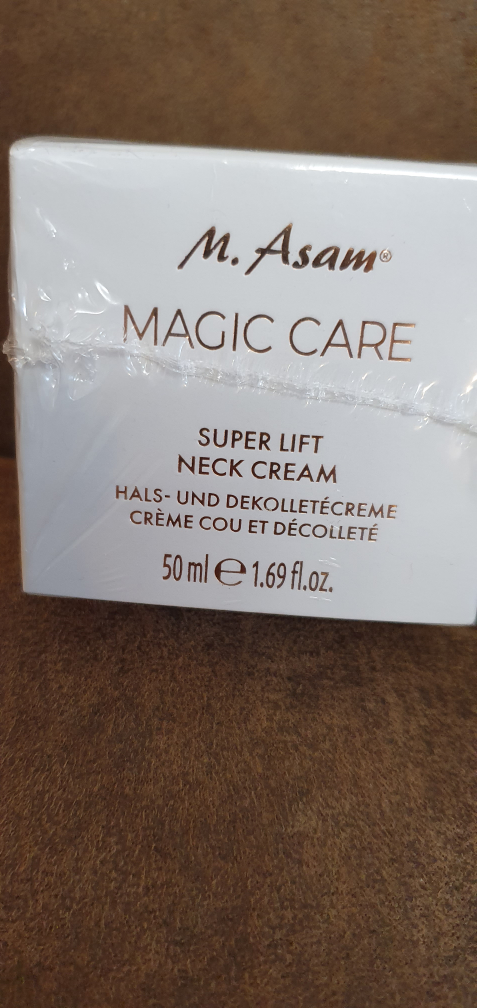 M. Asam®
MAGIC CARE
SUPER LIFT
NECK CREAM
HALS- UND DEKOLLETÉCREME
CRÈME COU ET DÉCOLLETÉ
50 ml ℮ 1.69 fl.oz.